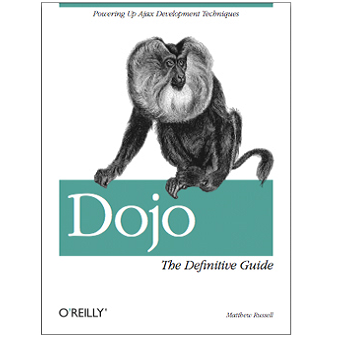 Powering Up Ajax Development Techniques
Dojo
The Definitive Guide
O'REILLY®
Matthew Russell